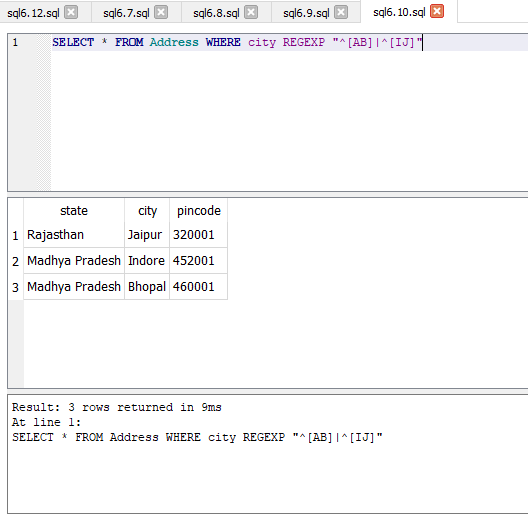 sql6.12.sql sql6.7.sql sql6.8.sql sql6.9.sql sql6.10.sql
1 SELECT * FROM Address WHERE city REGEXP "^[AB]|^[IJ]"
state city pincode
1 Rajasthan Jaipur 320001
2 Madhya Pradesh Indore 452001
3 Madhya Pradesh Bhopal 460001
Result: 3 rows returned in 9ms
At line 1:
SELECT * FROM Address WHERE city REGEXP "^[AB]|^[IJ]"